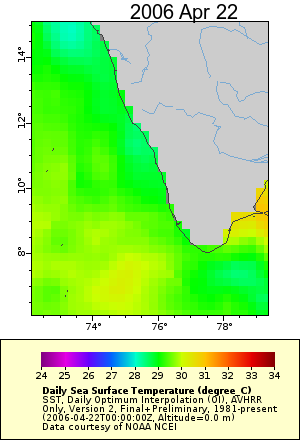 2006 Apr 22
14°
12°
10°
8°
74°
76°
78°
24 25 26 27 28 29 30 31 32 33 34
Daily Sea Surface Temperature (degree_C)
SST, Daily Optimum Interpolation (OI), AVHRR
Only, Version 2, Final+Preliminary, 1981-present
(2006-04-22T00:00:00Z, Altitude=0.0 m)
Data courtesy of NOAA NCEI